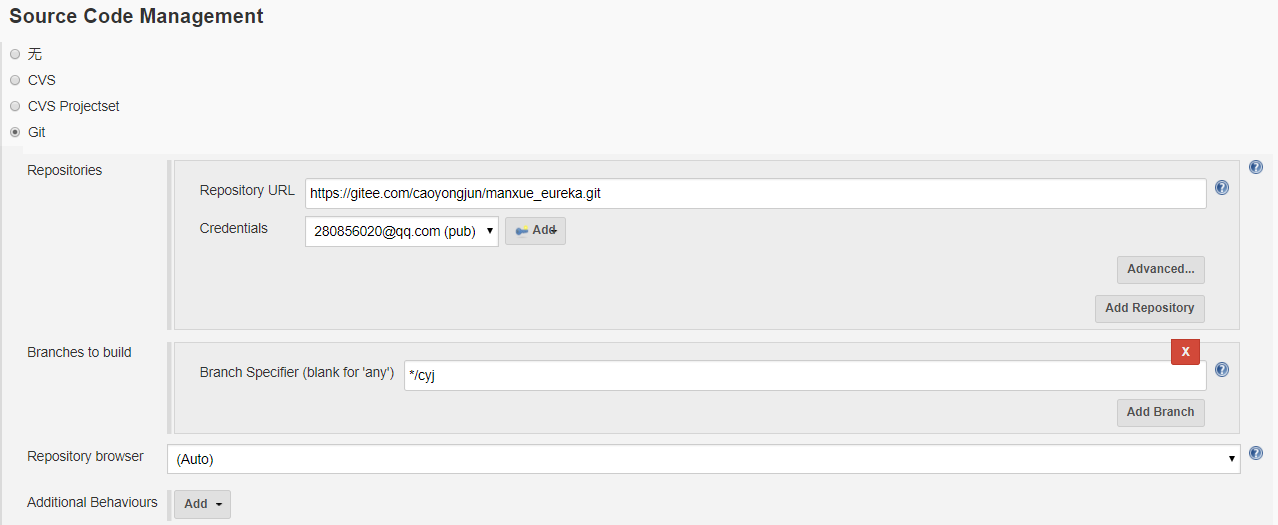 Source Code Management
无
CVS
CVS Projectset
Git
Repositories
Repository URL https://gitee.com/caoyongjun/manxue_eureka.git
Credentials 280856020@qq.com (pub) Add
Advanced...
Add Repository
Branches to build
X
Branch Specifier (blank for 'any') */cyj
Add Branch
Repository browser (Auto)
Additional Behaviours Add